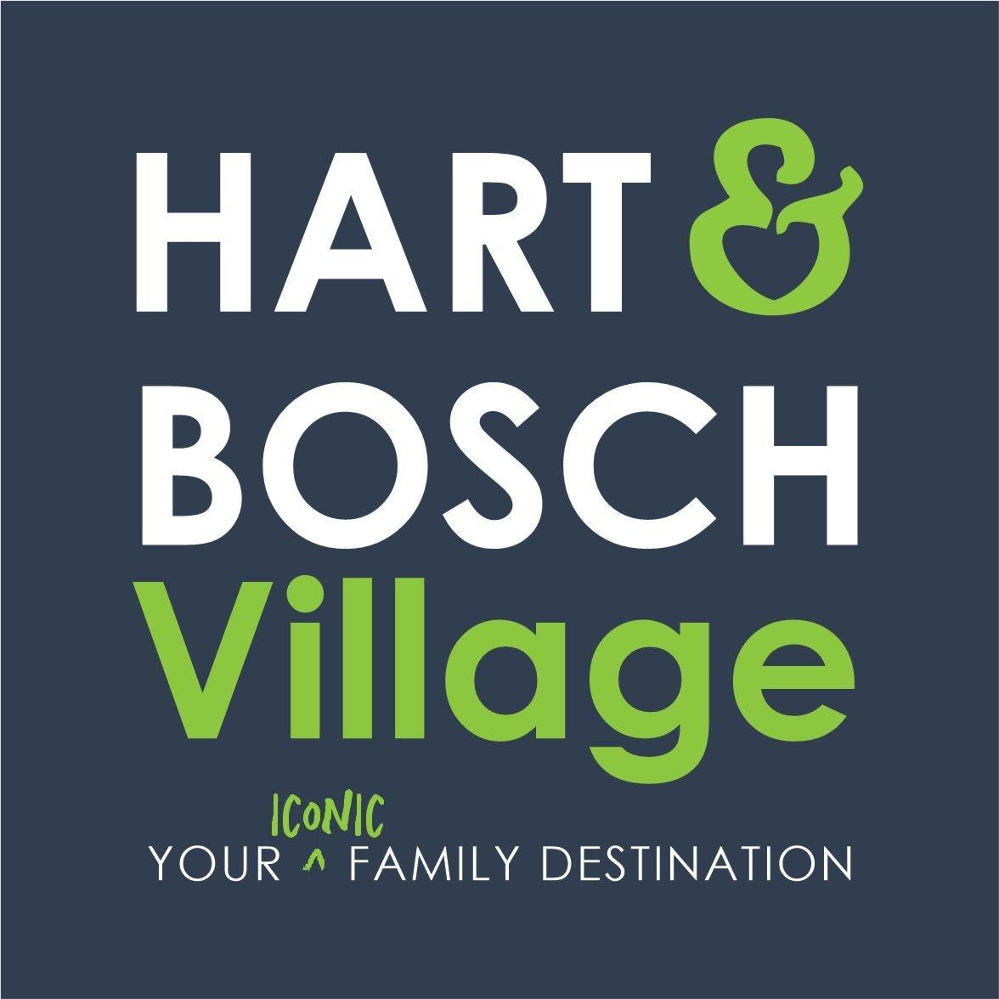 HART &
BOSCH
Village
YOUR ICONIC ^ FAMILY DESTINATION